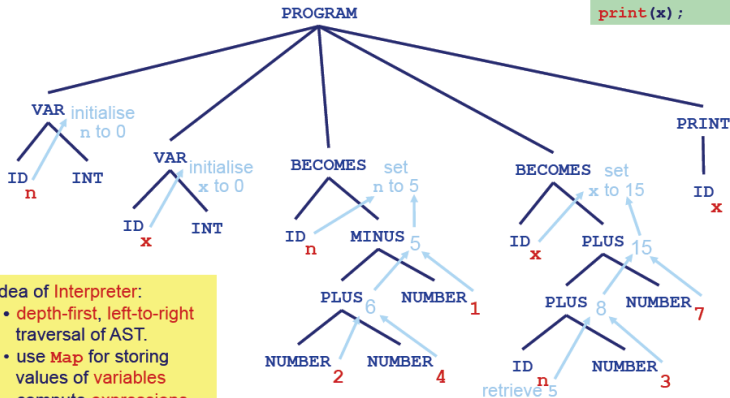 PROGRAM
print(x);
VAR initialise
n to 0
ID INT
n
VAR initialise
x to 0
ID INT
x
BECOMES set
n to 5
ID MINUS 5
n
PLUS 6 NUMBER 1
NUMBER NUMBER
2 4
BECOMES set
x to 15
ID PLUS 15
x
PLUS 8 NUMBER 7
ID NUMBER
n 3
retrieve 5
PRINT
ID
x
dea of Interpreter:
• depth-first, left-to-right
traversal of AST.
• use Map for storing
values of variables
compute expressions